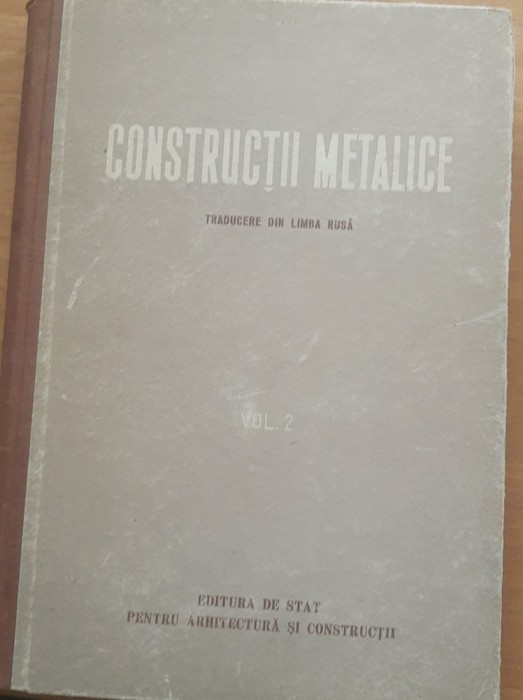 CONSTRUCȚII METALICE
TRADUCERE DIN LIMBA RUSĂ
VOL. 2
EDITURA DE STAT
PENTRU ARHITECTURĂ ȘI CONSTRUCȚII